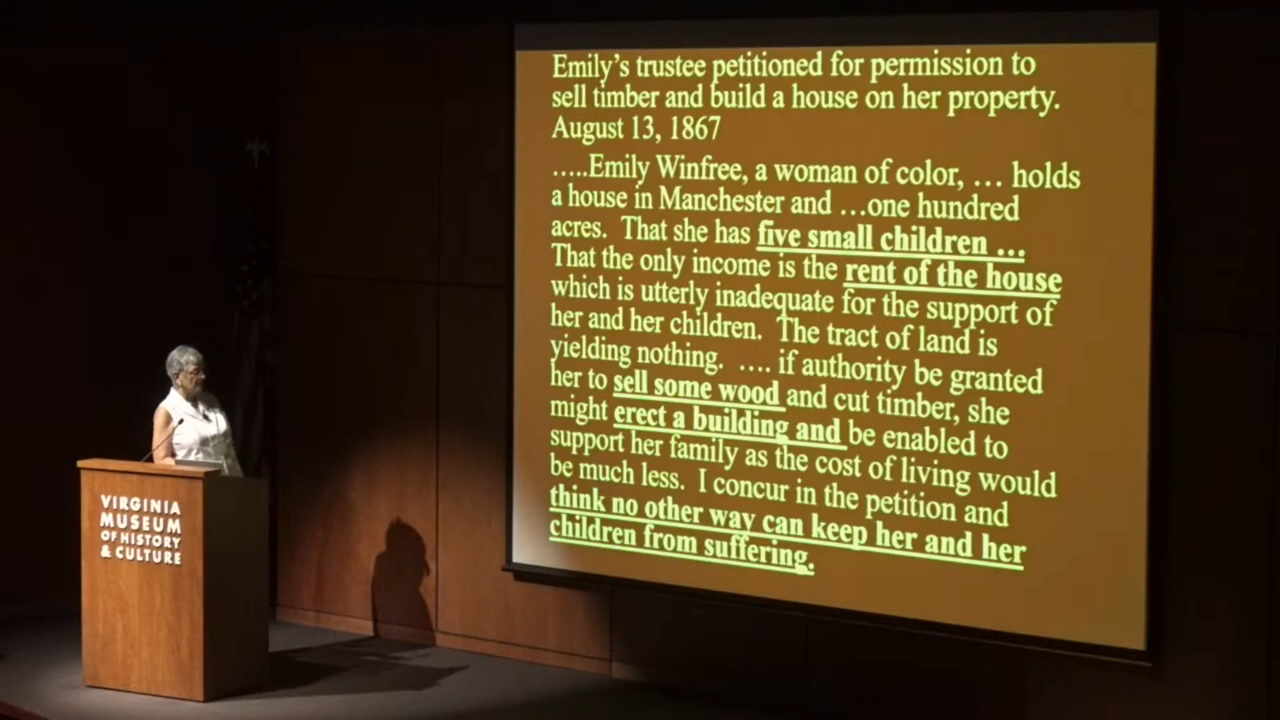 Emily’s trustee petitioned for permission to
sell timber and build a house on her property.
August 13, 1867
…..Emily Winfree, a woman of color, … holds
a house in Manchester and …one hundred
acres. That she has five small children …
That the only income is the rent of the house
which is utterly inadequate for the support of
her and her children. The tract of land is
yielding nothing. …. if authority be granted
her to sell some wood and cut timber, she
might erect a building and be enabled to
support her family as the cost of living would
be much less. I concur in the petition and
think no other way can keep her and her
children from suffering.
VIRGINIA
MUSEUM
OF HISTORY
& CULTURE